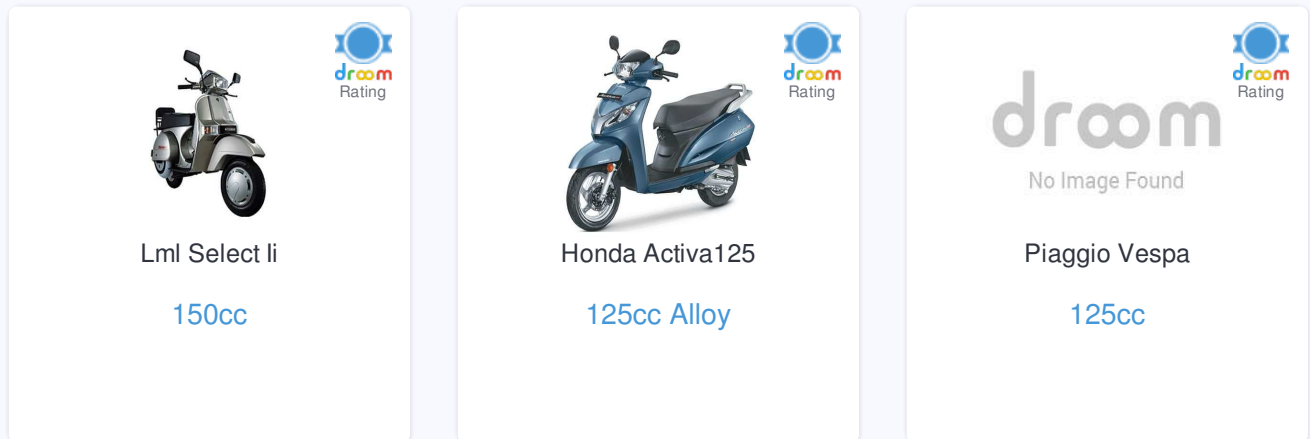 droom
Rating
Lml Select Ii
150cc
droom
Rating
Honda Activa125
125cc Alloy
droom
Rating
droom
No Image Found
Piaggio Vespa
125cc